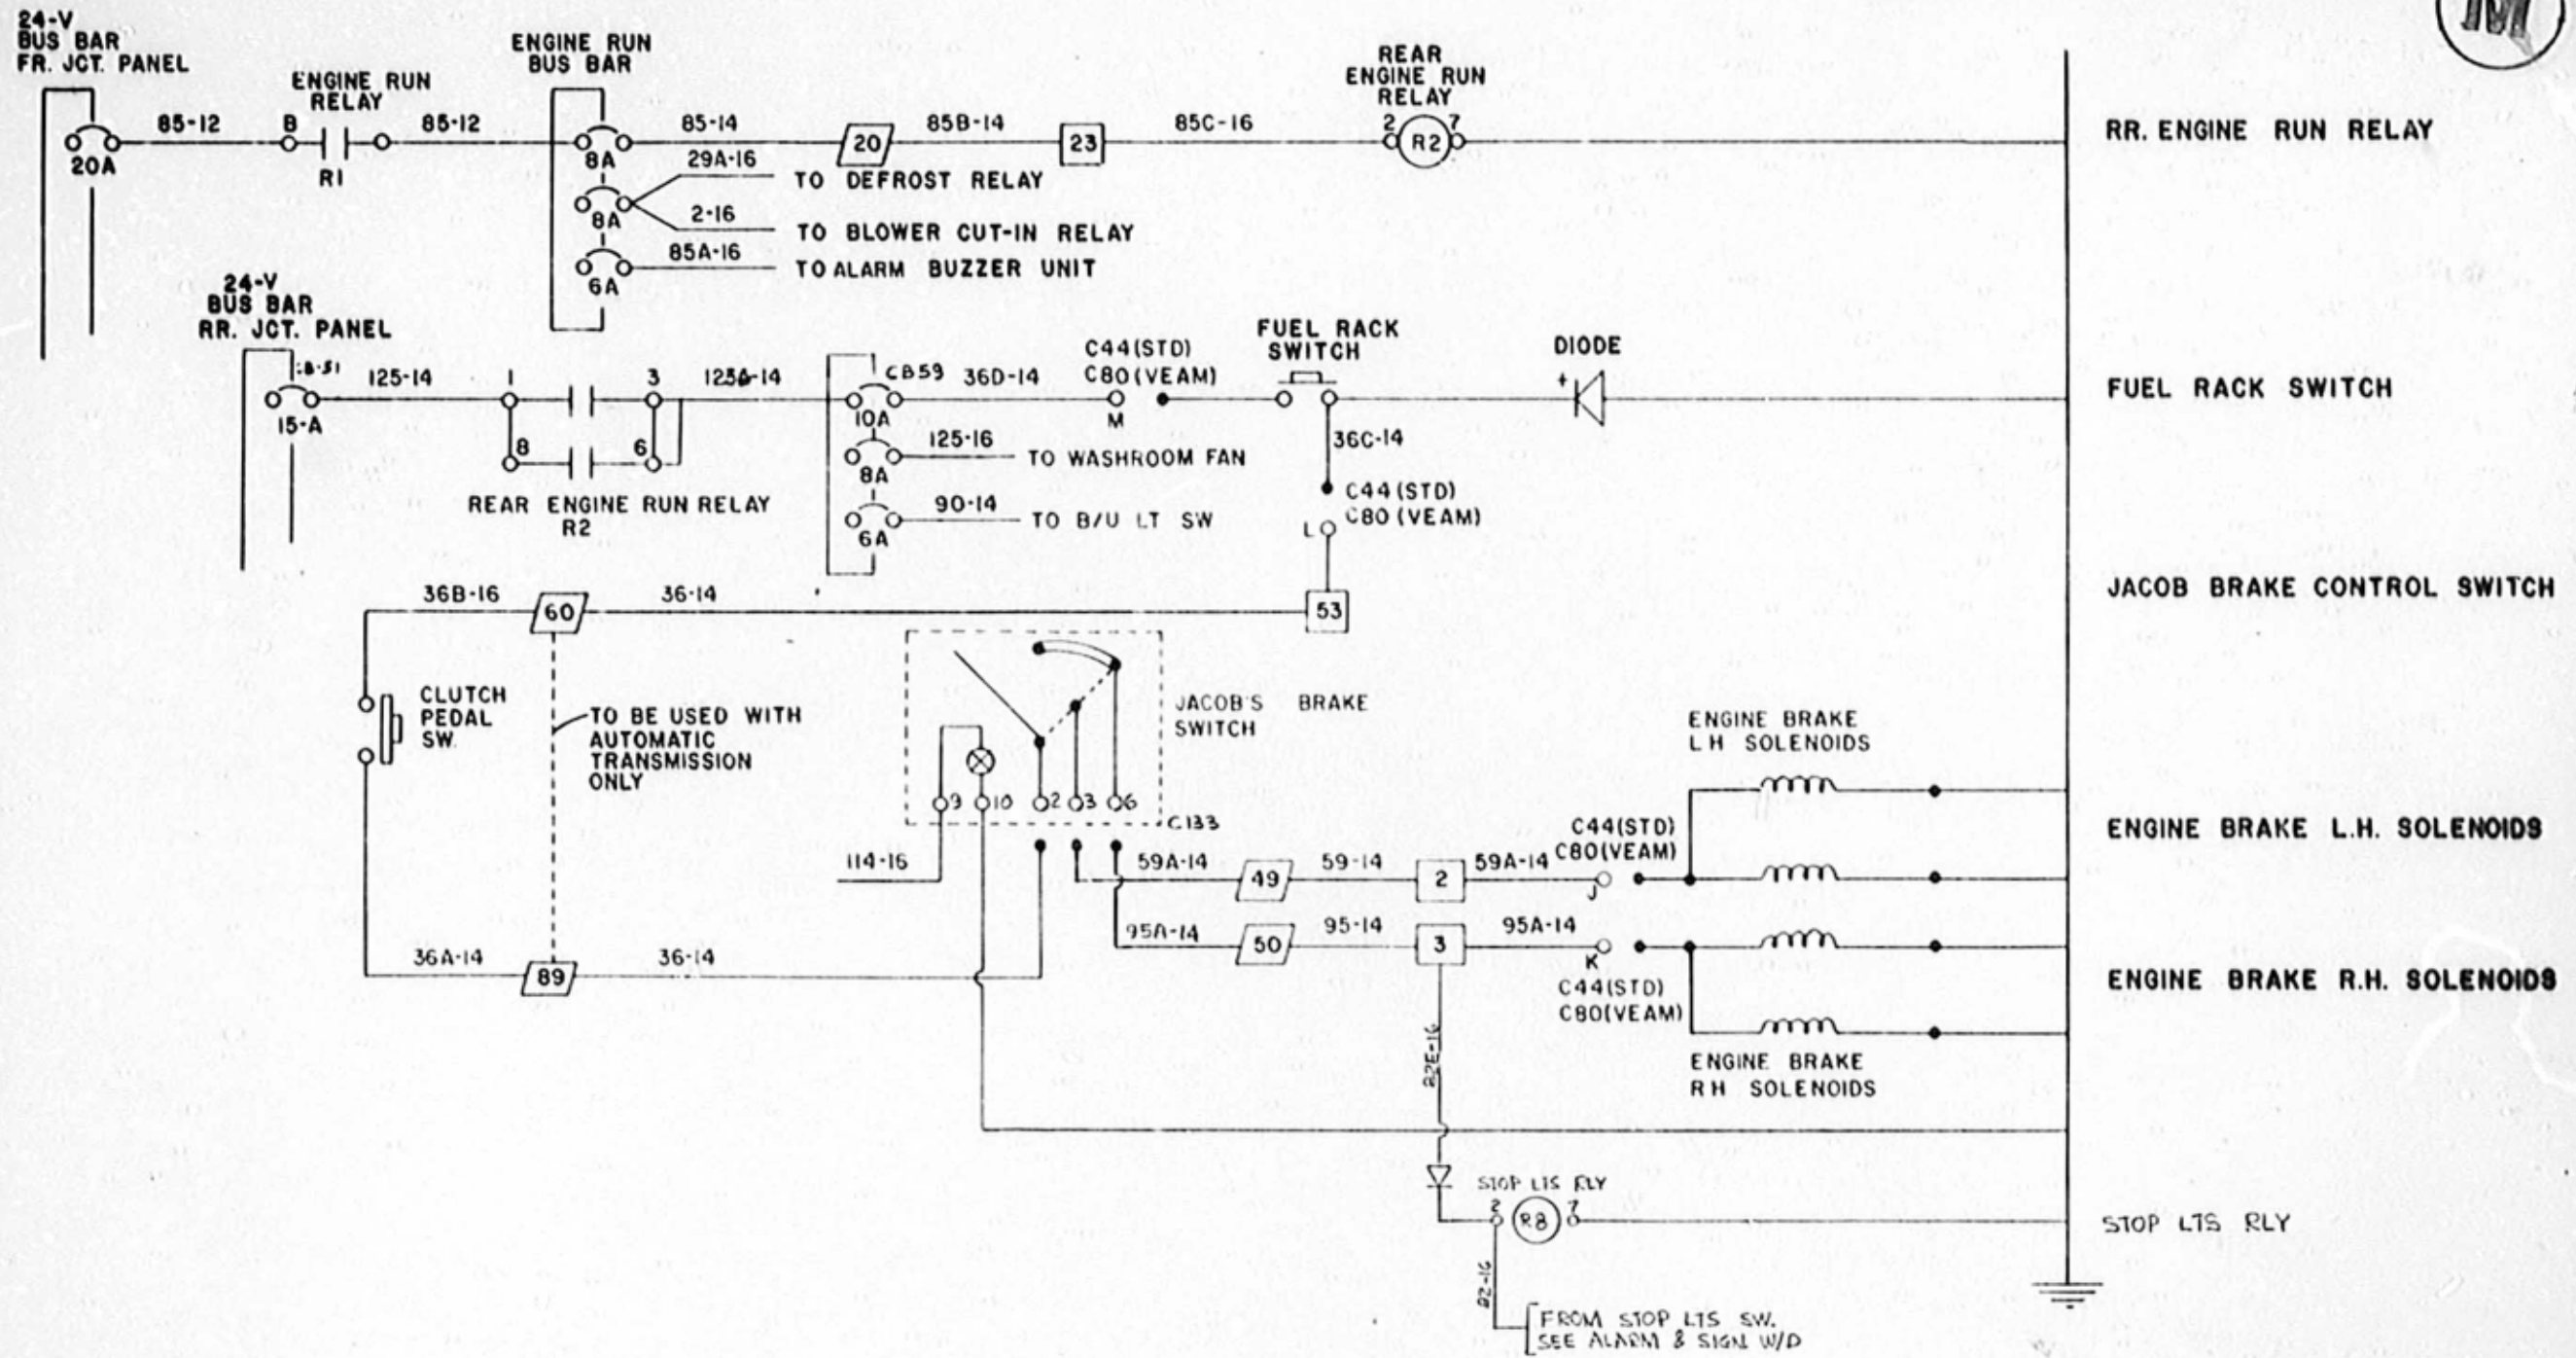 24-V
BUS BAR
FR. JCT. PANEL
ENGINE RUN
RELAY
ENGINE RUN
BUS BAR
REAR
ENGINE RUN
RELAY
M
20A
85-12
B
R1
85-12
8A
85-14
20
85B-14
23
85C-16
2
R2
7
RR. ENGINE RUN RELAY
8A
29A-16
TO DEFROST RELAY
2-16
TO BLOWER CUT-IN RELAY
6A
85A-16
TO ALARM BUZZER UNIT
24-V
BUS BAR
RR. JCT. PANEL
15-A
125-14
1
3
8
6
REAR ENGINE RUN RELAY
R2
CB59
10A
36D-14
C44(STD)
C80(VEAM)
M
FUEL RACK
SWITCH
DIODE
+
FUEL RACK SWITCH
8A
125-16
TO WASHROOM FAN
6A
90-14
TO B/U LT SW
36C-14
C44(STD)
C80(VEAM)
L
53
JACOB BRAKE CONTROL SWITCH
36B-16
60
36-14
CLUTCH
PEDAL
SW.
TO BE USED WITH
AUTOMATIC
TRANSMISSION
ONLY
JACOB'S BRAKE
SWITCH
9
10
2
3
6
C133
114-16
59A-14
49
59-14
2
59A-14
C44(STD)
C80(VEAM)
J
ENGINE BRAKE
LH SOLENOIDS
ENGINE BRAKE L.H. SOLENOIDS
95A-14
50
95-14
3
95A-14
K
C44(STD)
C80(VEAM)
ENGINE BRAKE
RH SOLENOIDS
ENGINE BRAKE R.H. SOLENOIDS
36A-14
89
36-14
22E-16
STOP LTS RLY
2
R8
7
STOP LTS RLY
22-16
FROM STOP LTS SW.
SEE ALARM & SIGN W/D